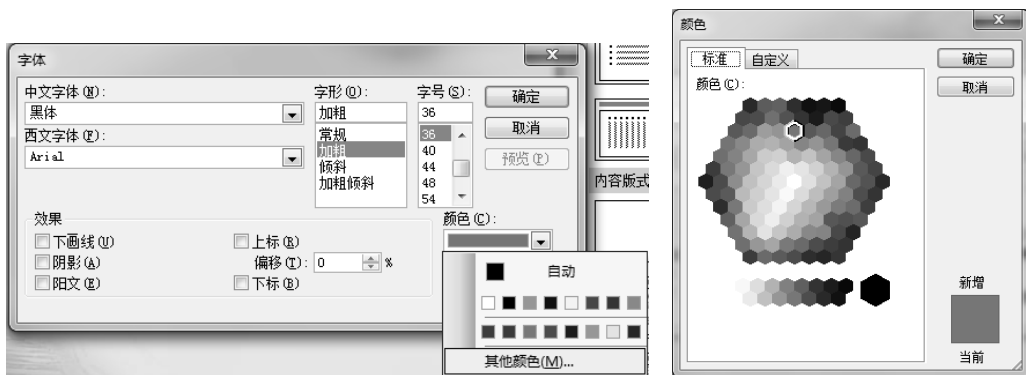 字体
中文字体(N):
黑体
西文字体(F):
Arial
字形(O):
加粗
常规
加粗
倾斜
加粗倾斜
字号(S):
36
36
40
44
48
54
确定
取消
预览(P)
效果
下画线(U)
阴影(A)
阳文(E)
上标(R)
偏移(T): 0 %
下标(B)
颜色(C):
自动
其他颜色(M)...
内容版式
颜色
标准 自定义
颜色(C):
确定
取消
新增
当前